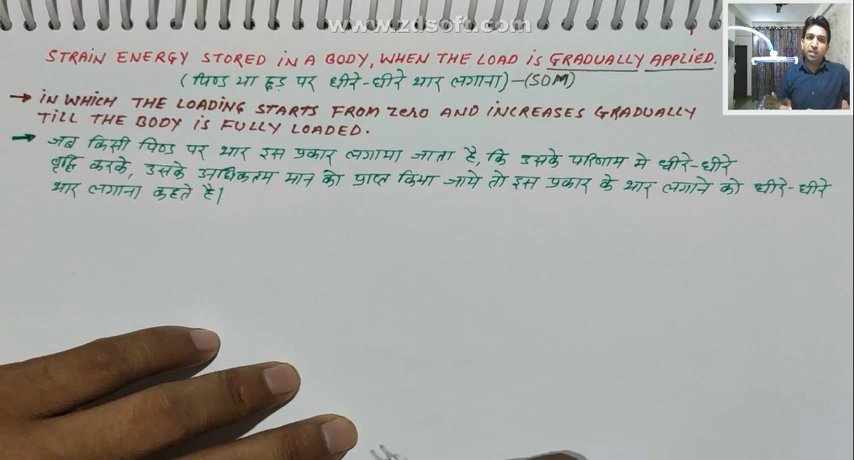 www.zdsoft.com
STRAIN ENERGY STORED IN A BODY, WHEN THE LOAD IS GRADUALLY APPLIED.
(पिण्ड या छड़ पर धीरे-धीरे भार लगाना)-(SOM)
→ IN WHICH THE LOADING STARTS FROM Zero AND INCREASES GRADUALLY
TILL THE BODY IS FULLY LOADED.
→ जब किसी पिण्ड पर भार इस प्रकार लगाया जाता है, कि उसके परिणाम मे धीरे-धीरे
वृद्धि करके, उसके अधिकतम मान को प्राप्त किया जाये तो इस प्रकार के भार लगाने को धीरे-धीरे
भार लगाना कहते है।